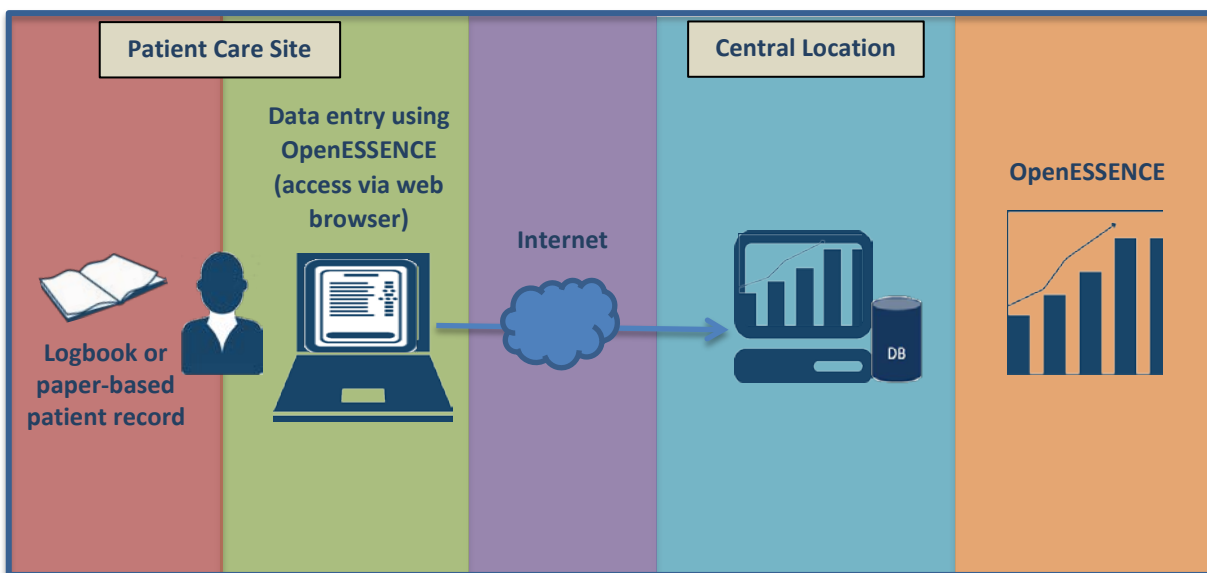 Patient Care Site
Central Location
Data entry using
OpenESSENCE
(access via web
browser)
OpenESSENCE
Internet
Logbook or
paper-based
patient record
DB